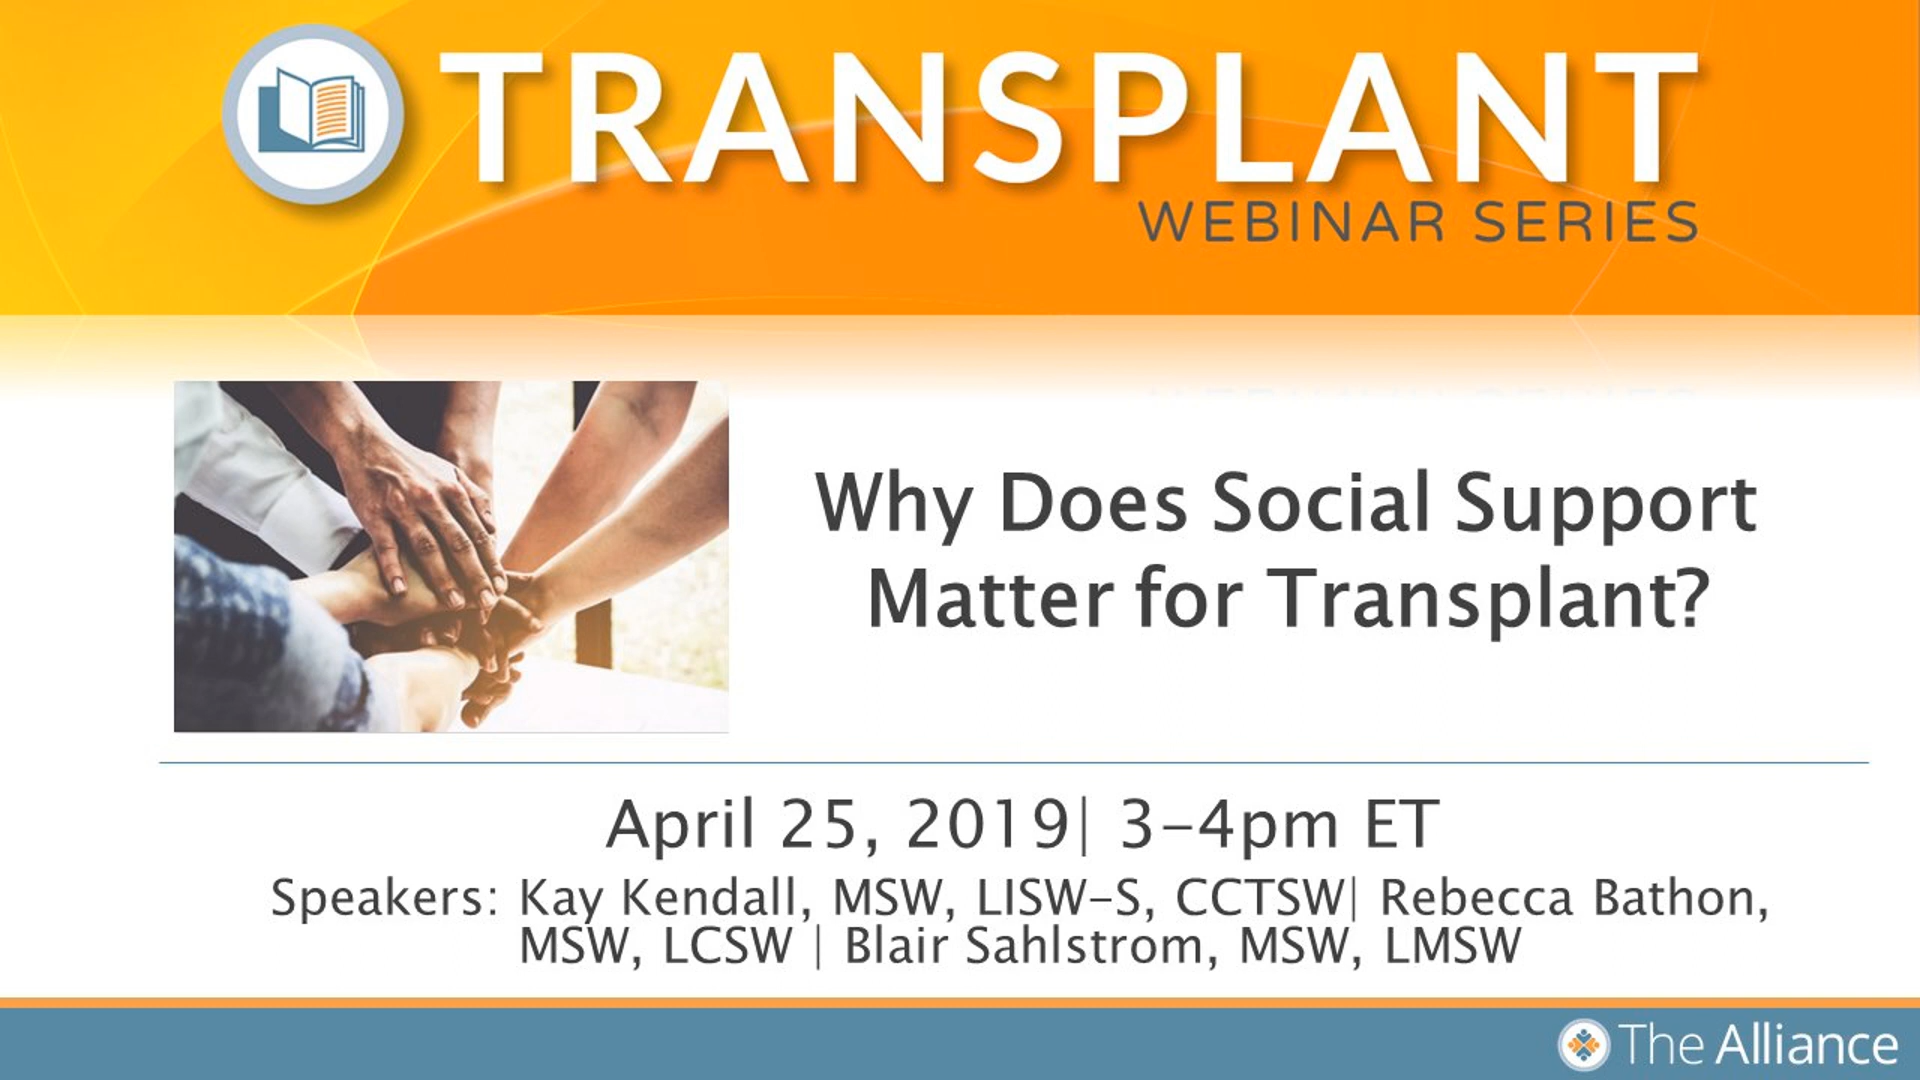 TRANSPLANT
WEBINAR SERIES
Why Does Social Support
Matter for Transplant?
April 25, 2019| 3-4pm ET
Speakers: Kay Kendall, MSW, LISW-S, CCTSW| Rebecca Bathon,
MSW, LCSW | Blair Sahlstrom, MSW, LMSW
The Alliance